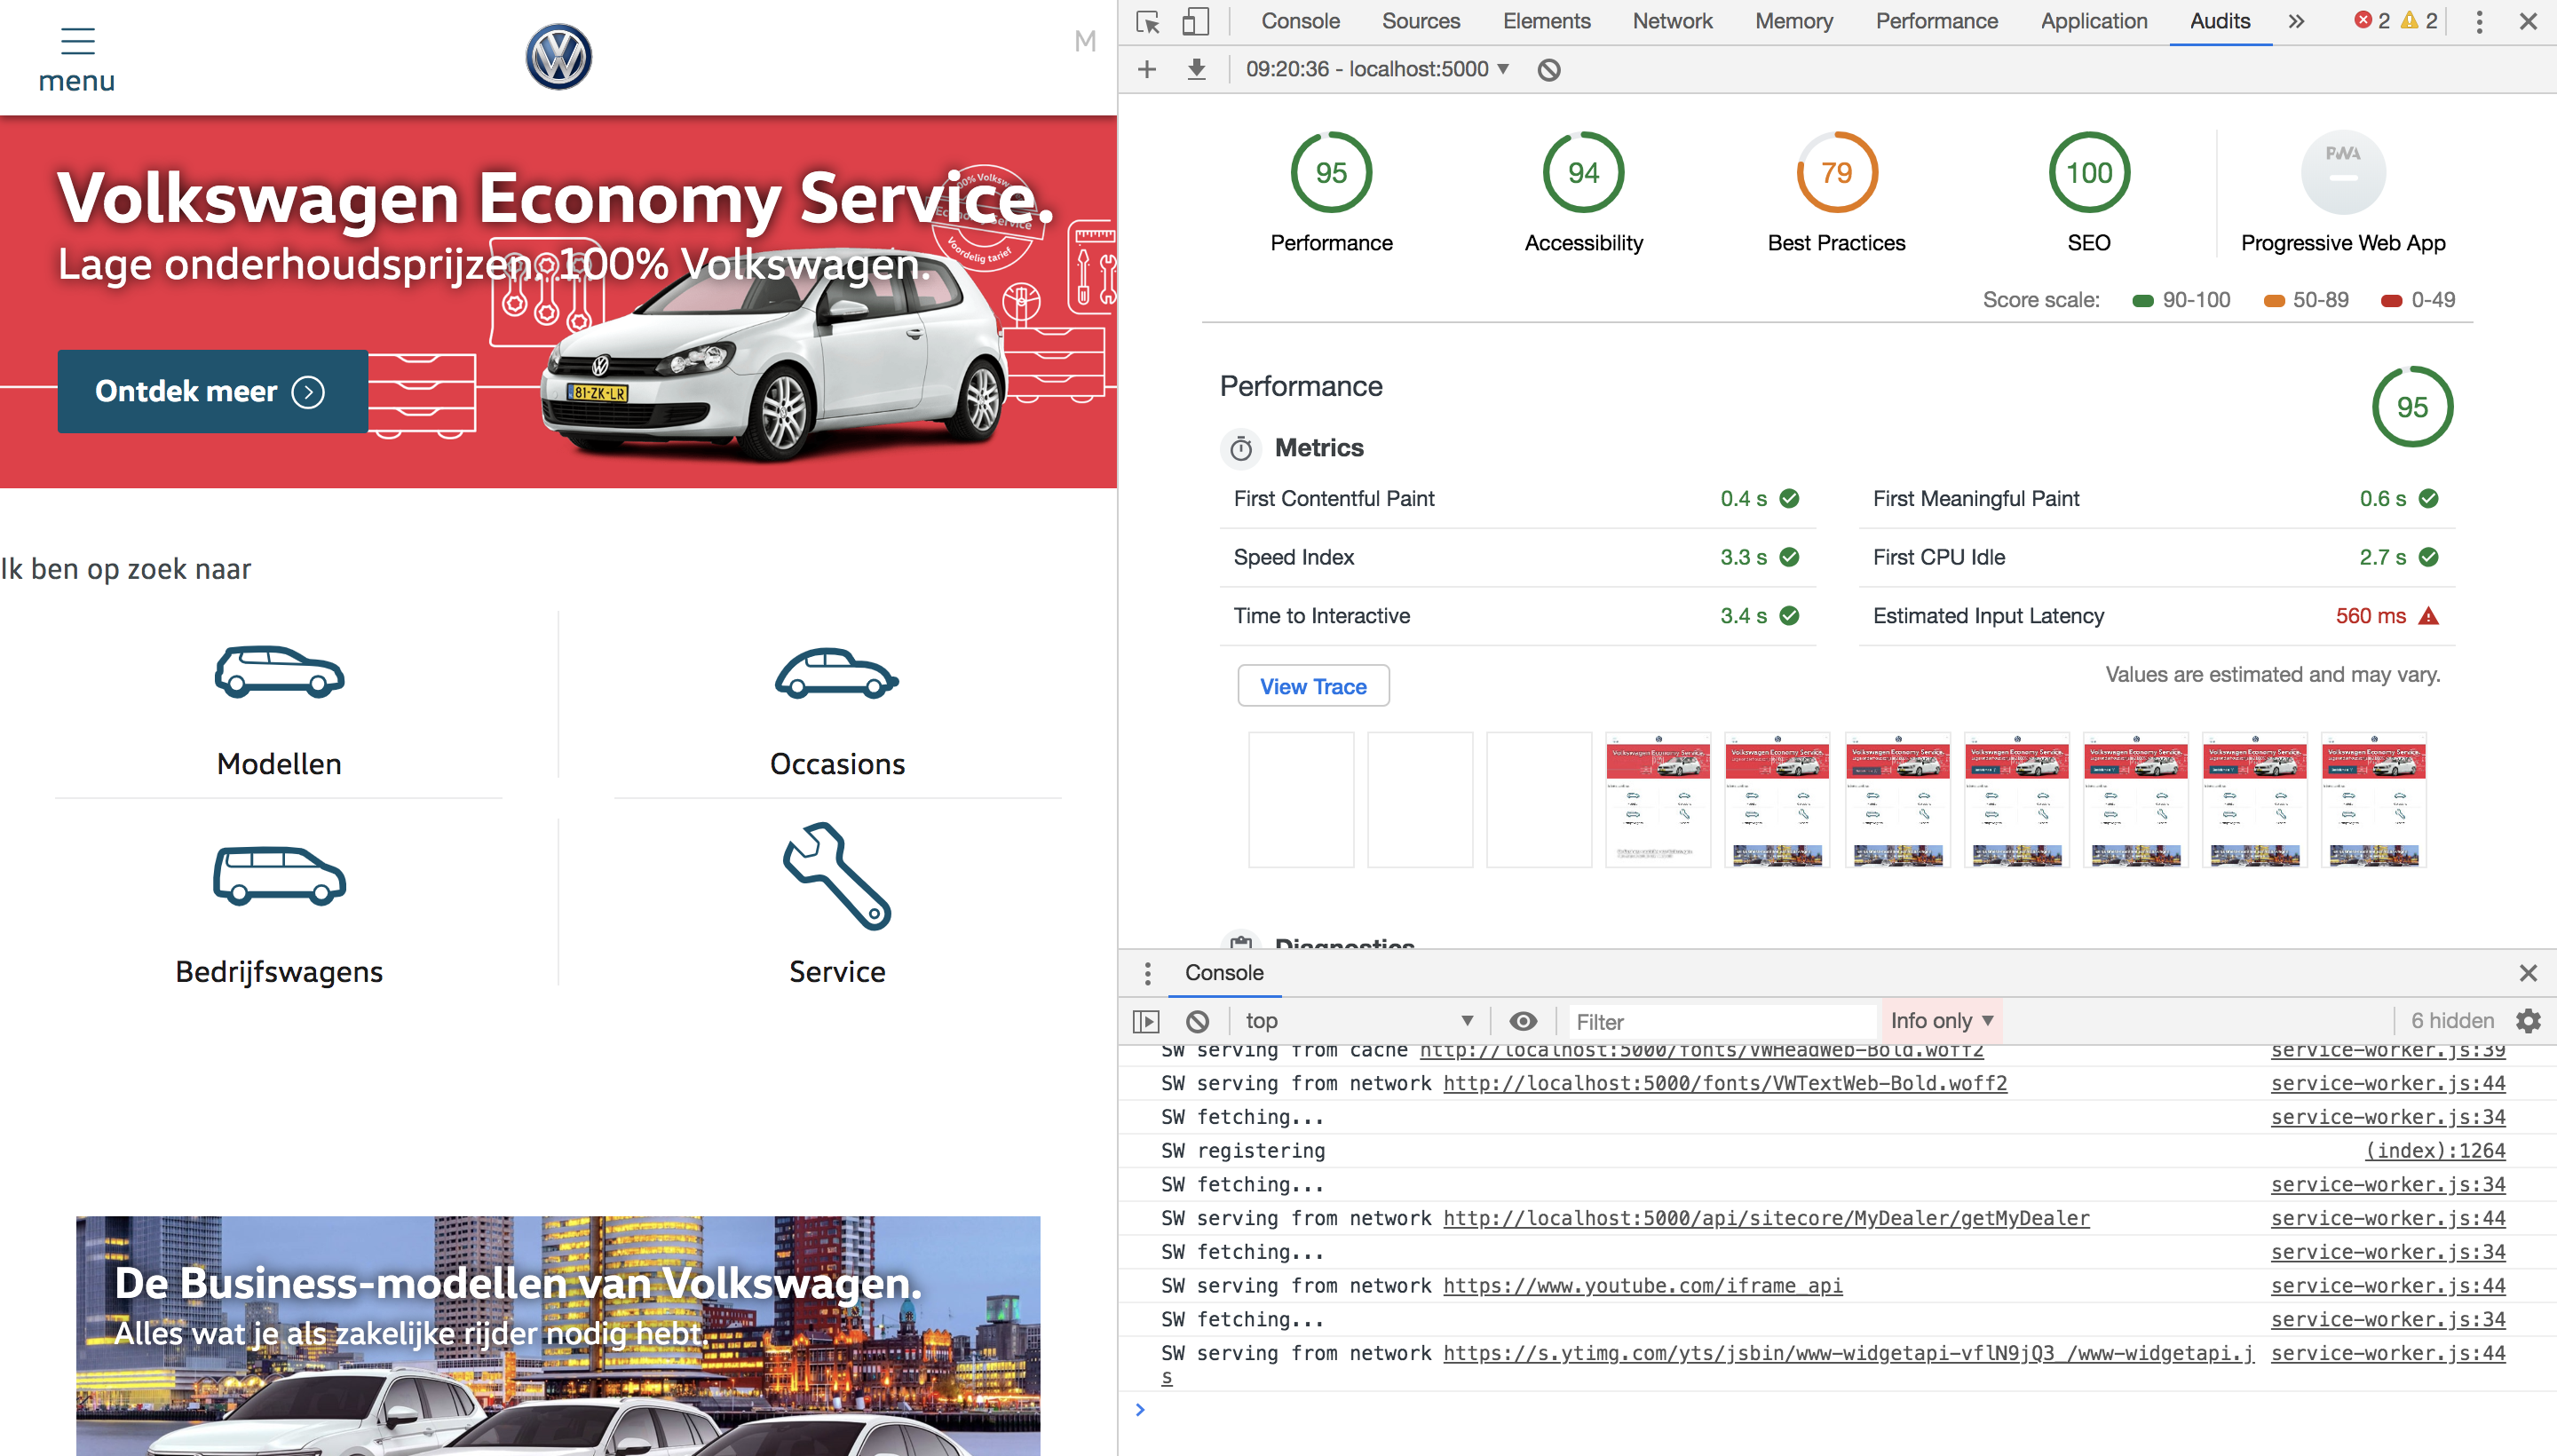 menu
M
Volkswagen Economy Service.
Lage onderhoudsprijzen. 100% Volkswagen.
100% Volkswagen
Economy Service
Voordelig tarief
Ontdek meer
81-ZK-LR
Ik ben op zoek naar
Modellen
Occasions
Bedrijfswagens
Service
De Business-modellen van Volkswagen.
Alles wat je als zakelijke rijder nodig hebt.
Console Sources Elements Network Memory Performance Application Audits » 2 2
09:20:36 - localhost:5000
95 94 79 100 PWA
Performance Accessibility Best Practices SEO Progressive Web App
Score scale: 90-100 50-89 0-49
Performance
95
Metrics
First Contentful Paint 0.4 s
First Meaningful Paint 0.6 s
Speed Index 3.3 s
First CPU Idle 2.7 s
Time to Interactive 3.4 s
Estimated Input Latency 560 ms
View Trace
Values are estimated and may vary.
Diagnostics
Console
top Filter Info only 6 hidden
SW serving from cache http://localhost:5000/fonts/VWHeadWeb-Bold.woff2 service-worker.js:39
SW serving from network http://localhost:5000/fonts/VWTextWeb-Bold.woff2 service-worker.js:44
SW fetching... service-worker.js:34
SW registering (index):1264
SW fetching... service-worker.js:34
SW serving from network http://localhost:5000/api/sitecore/MyDealer/getMyDealer service-worker.js:44
SW fetching... service-worker.js:34
SW serving from network https://www.youtube.com/iframe_api service-worker.js:44
SW fetching... service-worker.js:34
SW serving from network https://s.ytimg.com/yts/jsbin/www-widgetapi-vflN9jQ3_/www-widgetapi.j service-worker.js:44
s